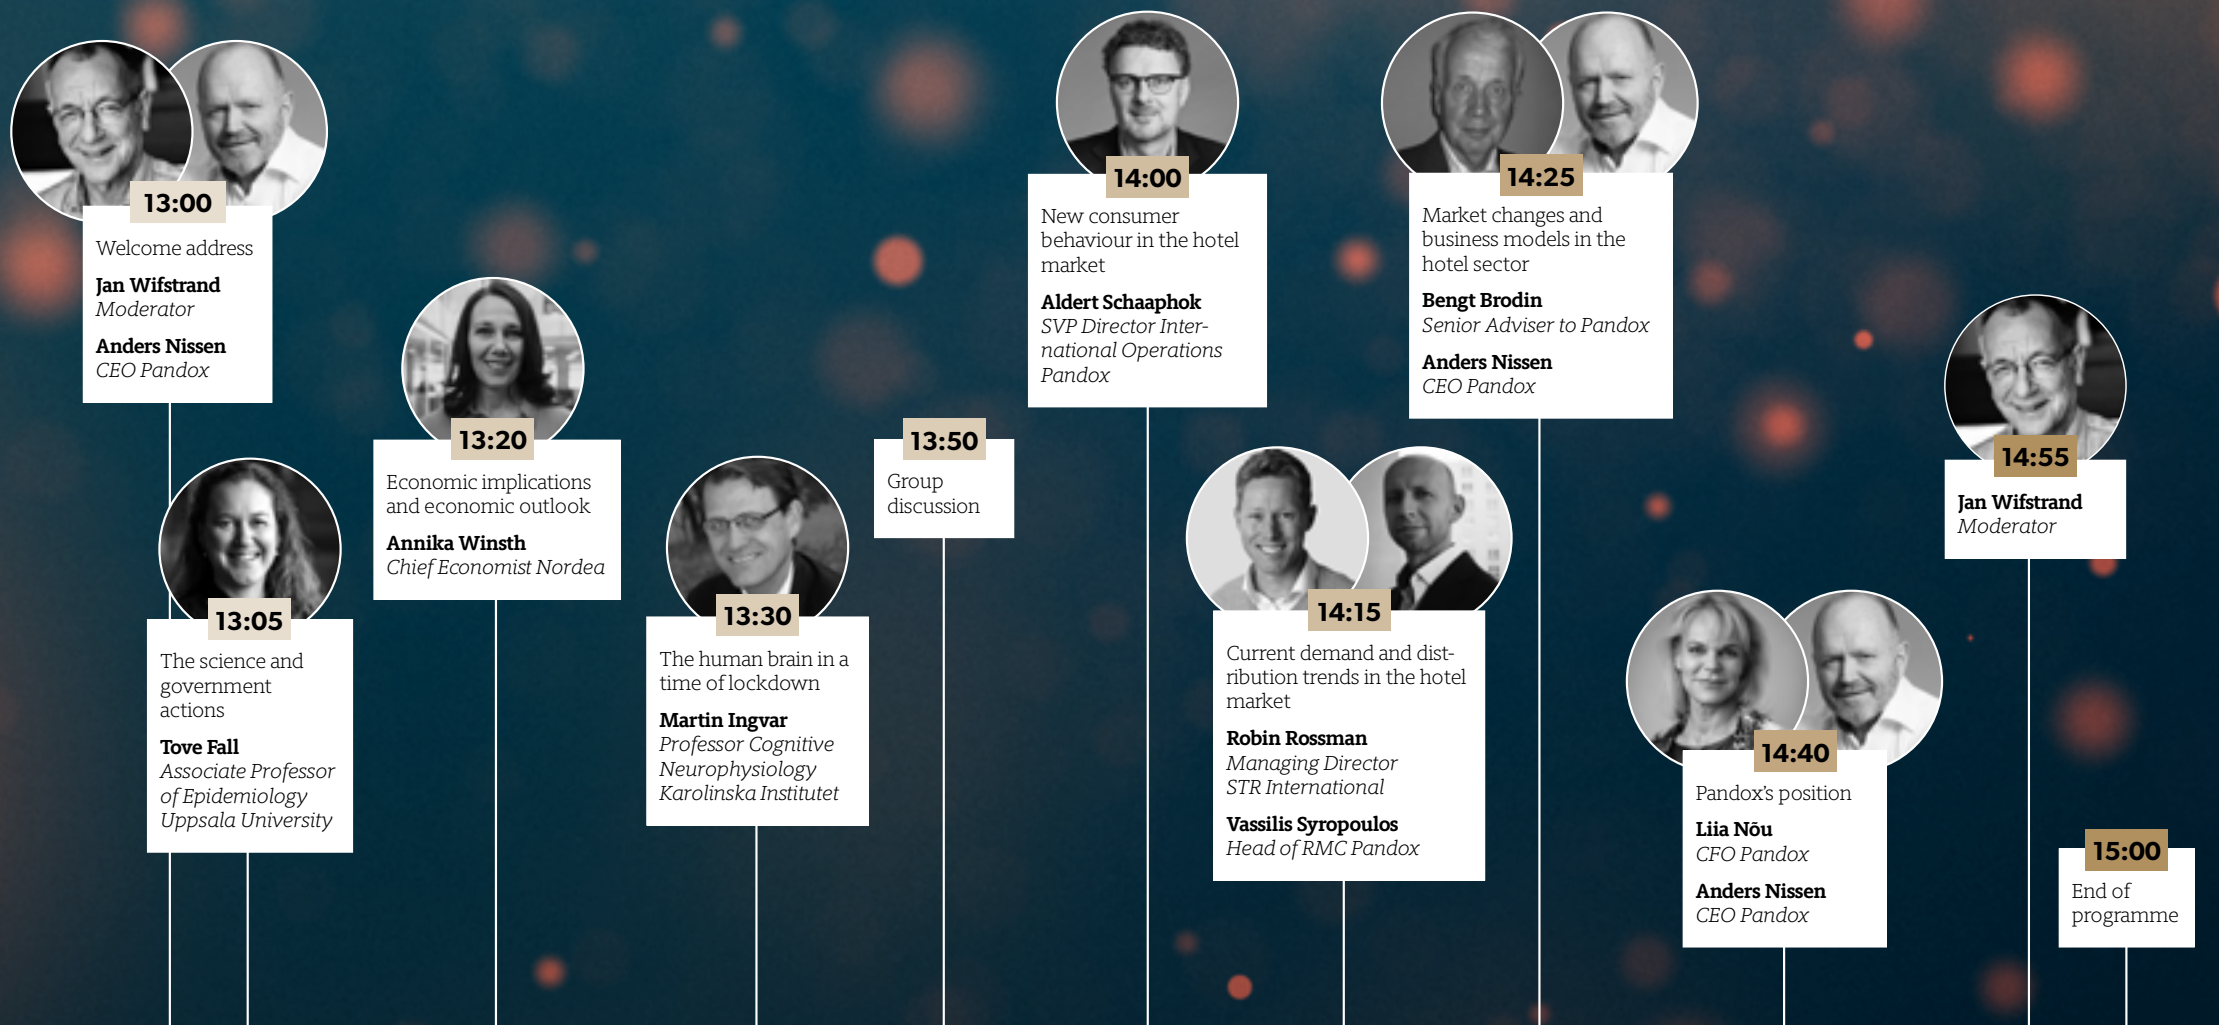 13:00
Welcome address
Jan Wifstrand
Moderator
Anders Nissen
CEO Pandox
13:05
The science and
government
actions
Tove Fall
Associate Professor
of Epidemiology
Uppsala University
13:20
Economic implications
and economic outlook
Annika Winsth
Chief Economist Nordea
13:30
The human brain in a
time of lockdown
Martin Ingvar
Professor Cognitive
Neurophysiology
Karolinska Institutet
13:50
Group
discussion
14:00
New consumer
behaviour in the hotel
market
Aldert Schaaphok
SVP Director Inter-
national Operations
Pandox
14:15
Current demand and dist-
ribution trends in the hotel
market
Robin Rossman
Managing Director
STR International
Vassilis Syropoulos
Head of RMC Pandox
14:25
Market changes and
business models in the
hotel sector
Bengt Brodin
Senior Adviser to Pandox
Anders Nissen
CEO Pandox
14:40
Pandox's position
Liia Nõu
CFO Pandox
Anders Nissen
CEO Pandox
14:55
Jan Wifstrand
Moderator
15:00
End of
programme